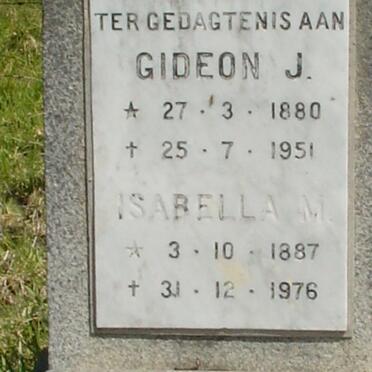 TER GEDAGTENIS AAN
GIDEON J.
★ 27 · 3 · 1880
† 25 · 7 · 1951
ISABELLA M.
★ 3 · 10 · 1887
† 31 · 12 · 1976